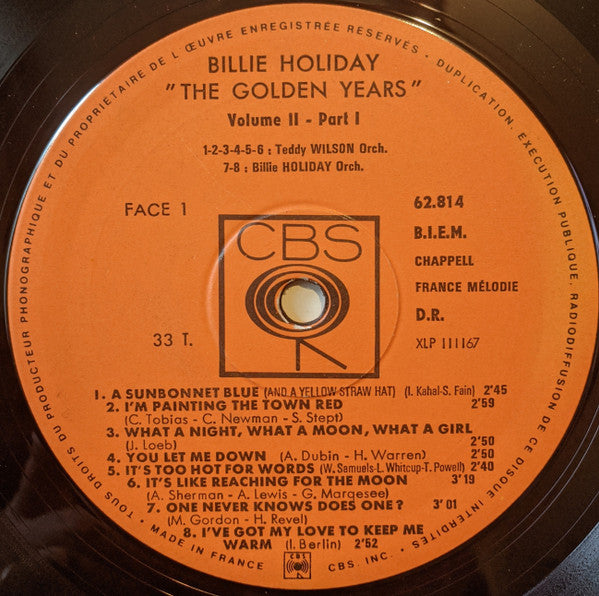 TOUS DROITS DU PRODUCTEUR PHONOGRAPHIQUE ET DU PROPRIETAIRE DE L'ŒUVRE ENREGISTRÉE RÉSERVÉS - DUPLICATION, EXECUTION PUBLIQUE, RADIODIFFUSION DE CE DISQUE INTERDITES
BILLIE HOLIDAY
"THE GOLDEN YEARS"
Volume II - Part I
1-2-3-4-5-6 : Teddy WILSON Orch.
7-8 : Billie HOLIDAY Orch.
FACE 1
62.814
B.I.E.M.
CHAPPELL
FRANCE MÉLODIE
D.R.
XLP 111167
CBS
33 T.
1. A SUNBONNET BLUE (AND A YELLOW STRAW HAT) (I. Kahal-S. Fain) 2'45
2. I'M PAINTING THE TOWN RED 2'59
(C. Tobias - C. Newman - S. Stept)
3. WHAT A NIGHT, WHAT A MOON, WHAT A GIRL
(J. Loeb) 2'50
4. YOU LET ME DOWN (A. Dubin - H. Warren) 2'50
5. IT'S TOO HOT FOR WORDS (W. Samuels-L. Whitcup-T. Powell) 2'40
6. IT'S LIKE REACHING FOR THE MOON 3'19
(A. Sherman - A. Lewis - G. Margesee)
7. ONE NEVER KNOWS DOES ONE ? 3'01
(M. Gordon - H. Revel)
8. I'VE GOT MY LOVE TO KEEP ME
WARM (I. Berlin) 2'52
MADE IN FRANCE CBS CBS, INC.